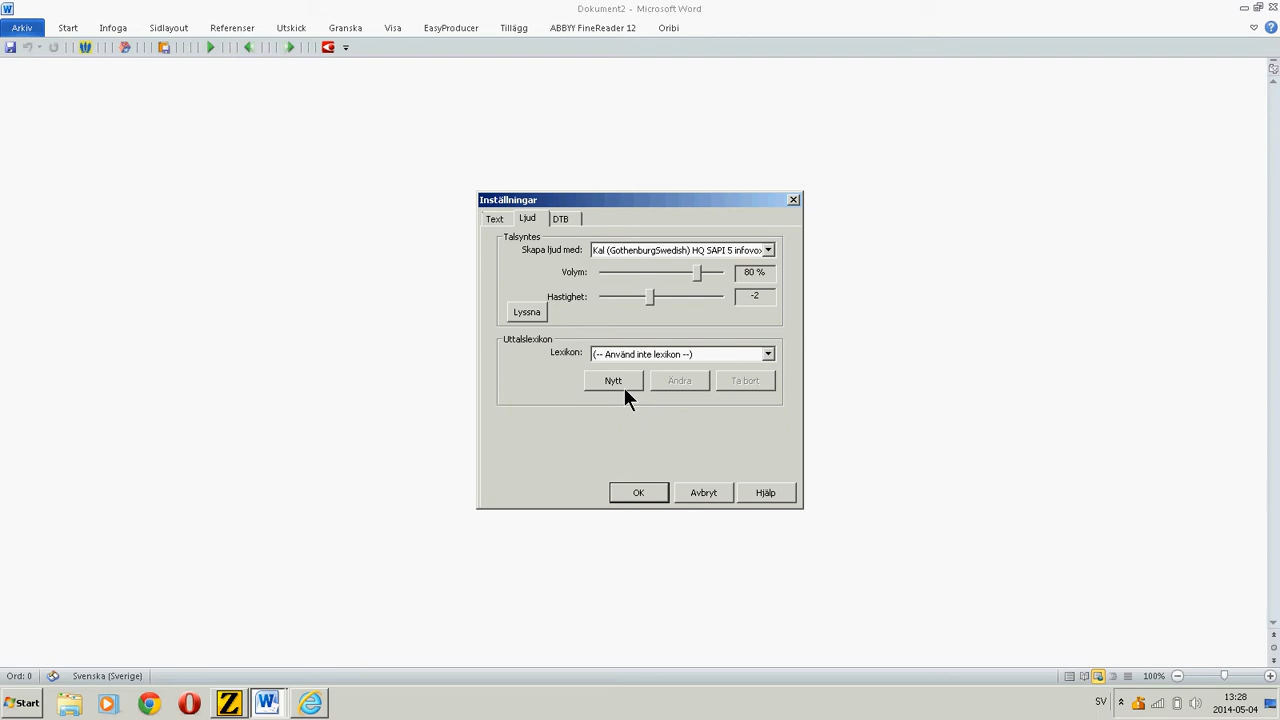 Dokument2 - Microsoft Word
Arkiv Start Infoga Sidlayout Referenser Utskick Granska Visa EasyProducer Tillägg ABBYY FineReader 12 Oribi
Inställningar
Text Ljud DTB
Talsyntes
Skapa ljud med: Kal (GothenburgSwedish) HQ SAPI 5 infovox
Volym: 80 %
Hastighet: -2
Lyssna
Uttalslexikon
Lexikon: (-- Använd inte lexikon --)
Nytt Ändra Ta bort
OK Avbryt Hjälp
Ord: 0 Svenska (Sverige) 100%
Start SV 13:28
2014-05-04